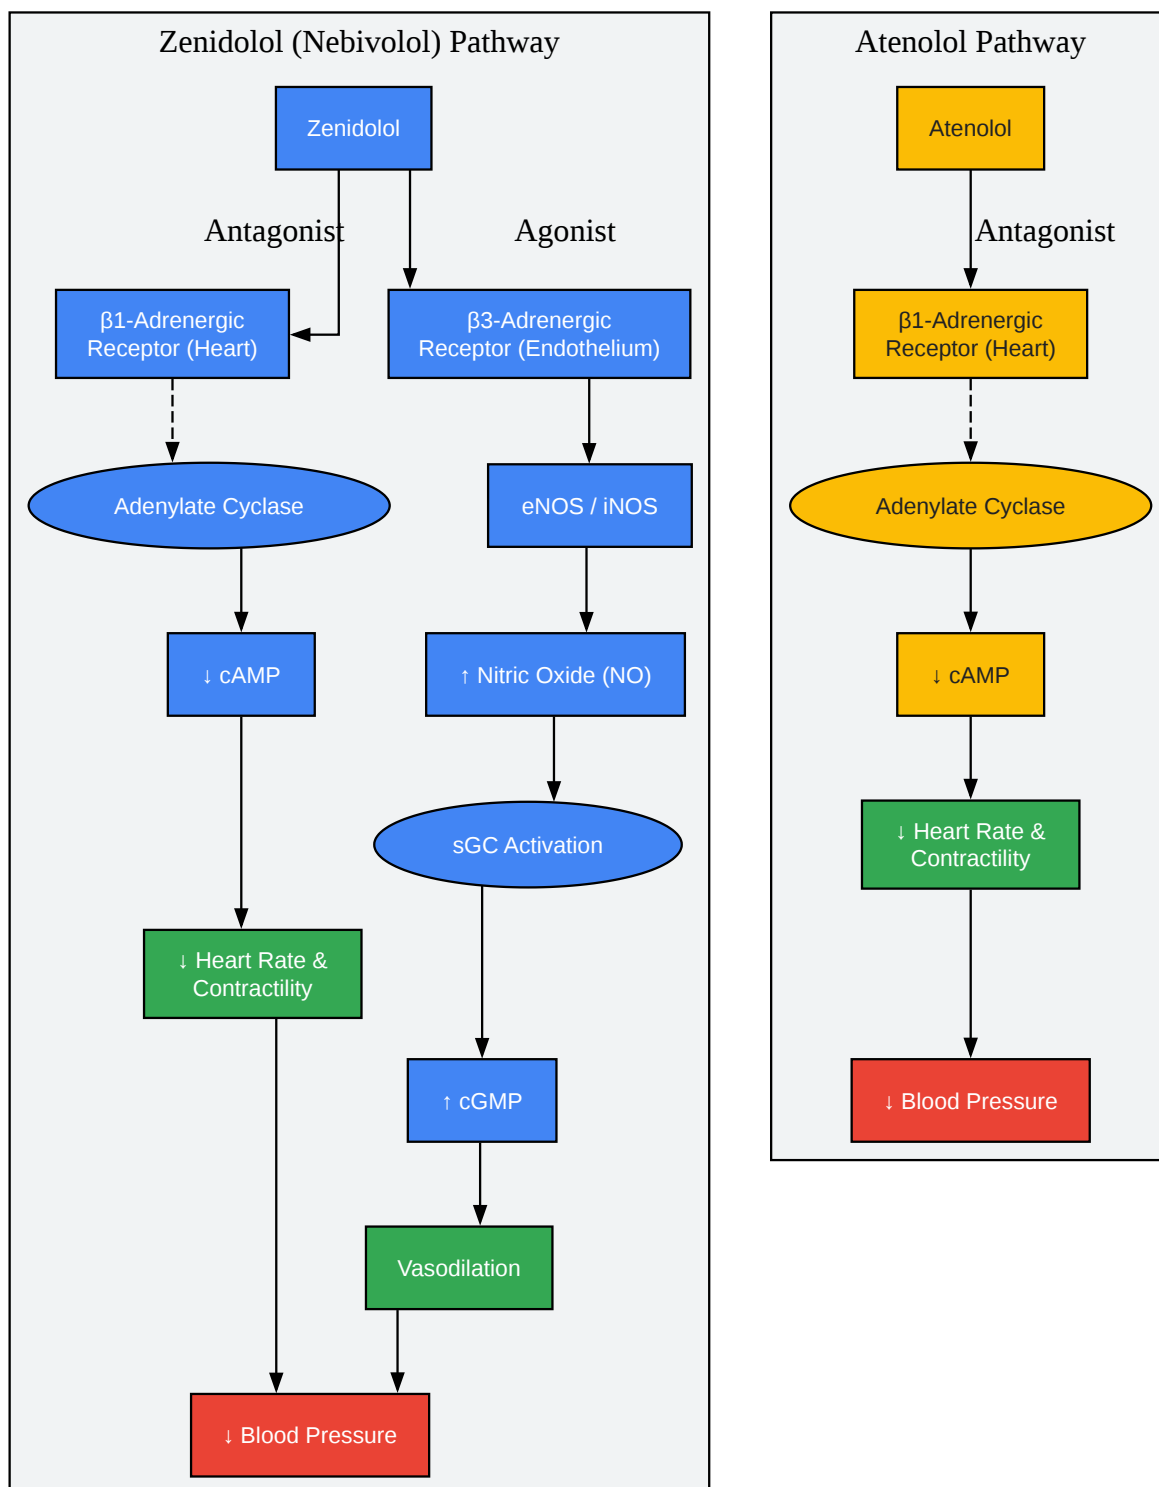 Zenidolol (Nebivolol) Pathway
Zenidolol
Antagonist
Agonist
β1-Adrenergic
Receptor (Heart)
β3-Adrenergic
Receptor (Endothelium)
Adenylate Cyclase
eNOS / iNOS
↓ cAMP
↑ Nitric Oxide (NO)
sGC Activation
↓ Heart Rate &
Contractility
↑ cGMP
Vasodilation
↓ Blood Pressure
Atenolol Pathway
Atenolol
Antagonist
β1-Adrenergic
Receptor (Heart)
Adenylate Cyclase
↓ cAMP
↓ Heart Rate &
Contractility
↓ Blood Pressure